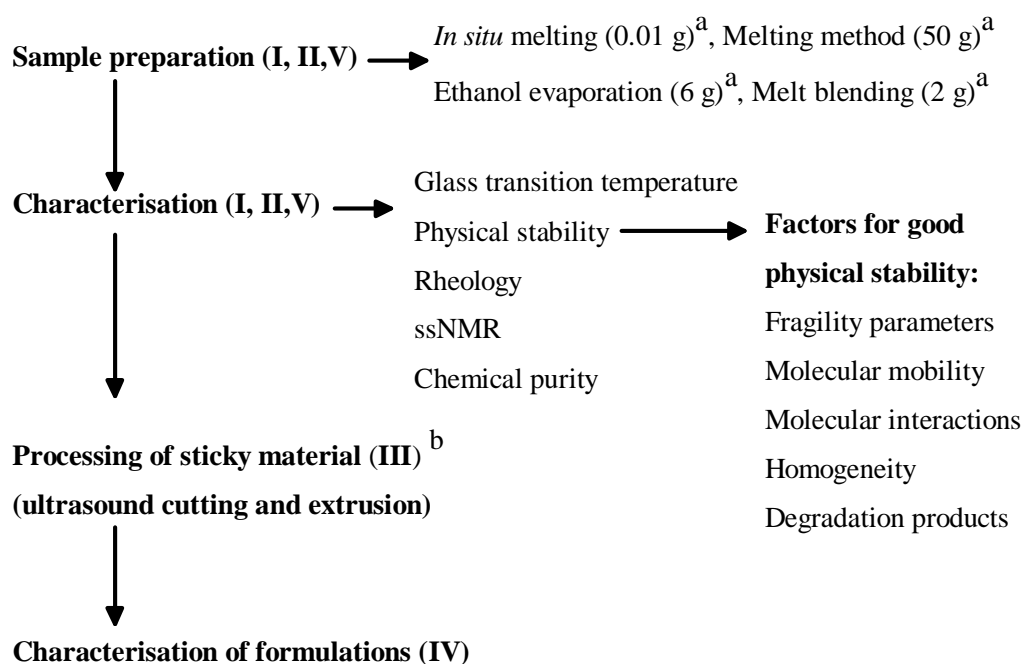 In situ melting (0.01 g)a, Melting method (50 g)a
Sample preparation (I, II,V)
Ethanol evaporation (6 g)a, Melt blending (2 g)a
Characterisation (I, II,V)
Glass transition temperature
Physical stability
Rheology
ssNMR
Chemical purity
Factors for good
physical stability:
Fragility parameters
Molecular mobility
Molecular interactions
Homogeneity
Degradation products
Processing of sticky material (III) b
(ultrasound cutting and extrusion)
Characterisation of formulations (IV)